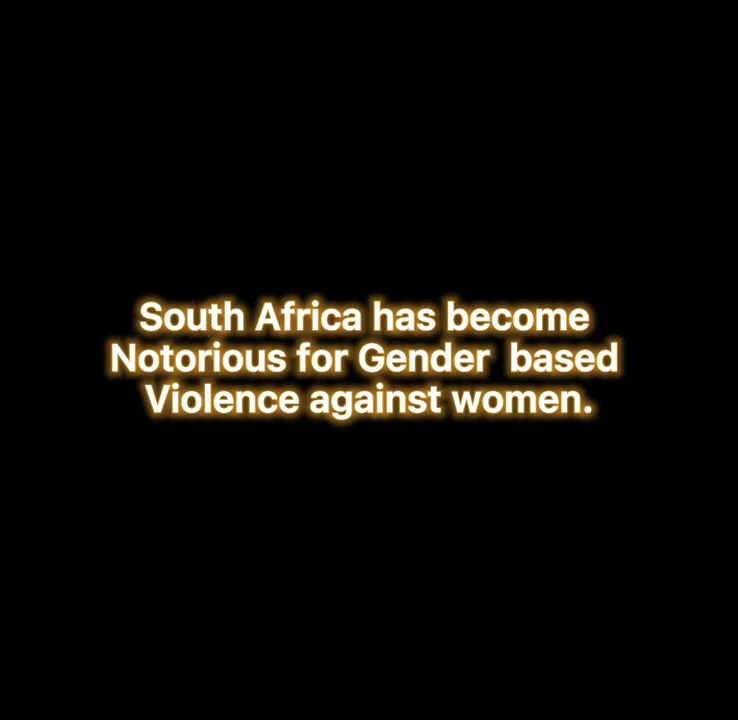 South Africa has become
Notorious for Gender  based
Violence against women.